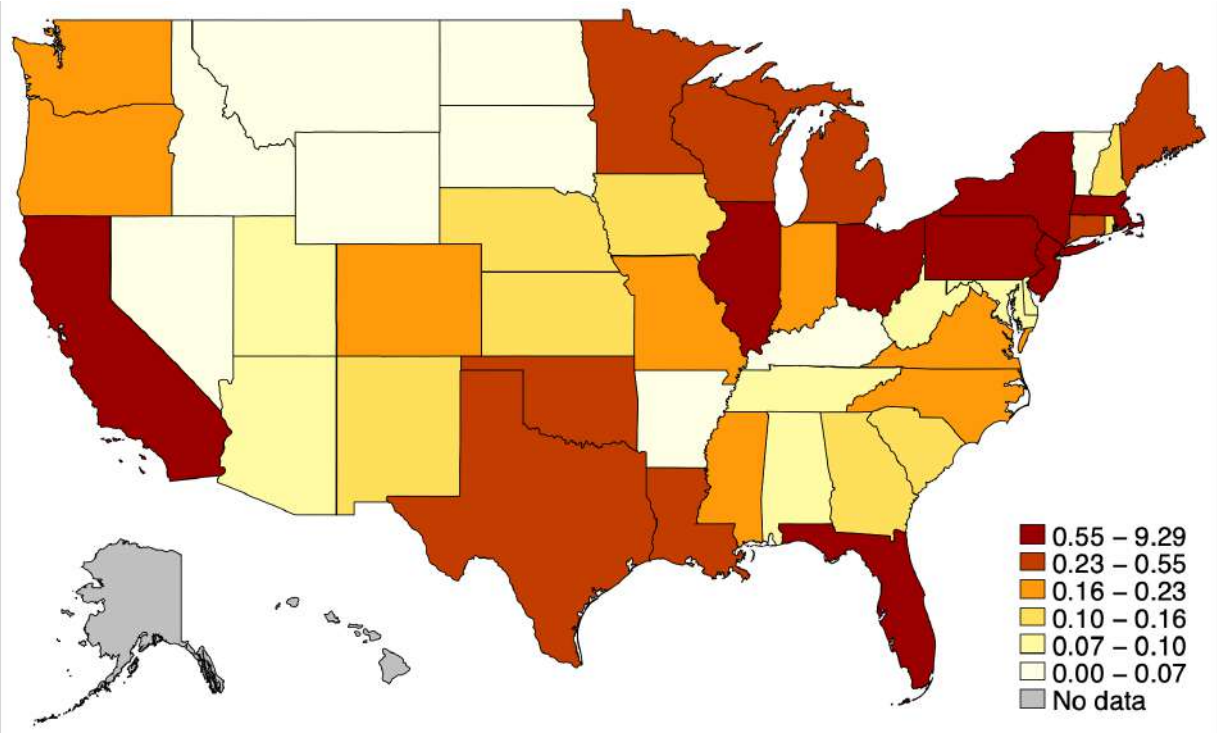 0.55 – 9.29
0.23 – 0.55
0.16 – 0.23
0.10 – 0.16
0.07 – 0.10
0.00 – 0.07
No data